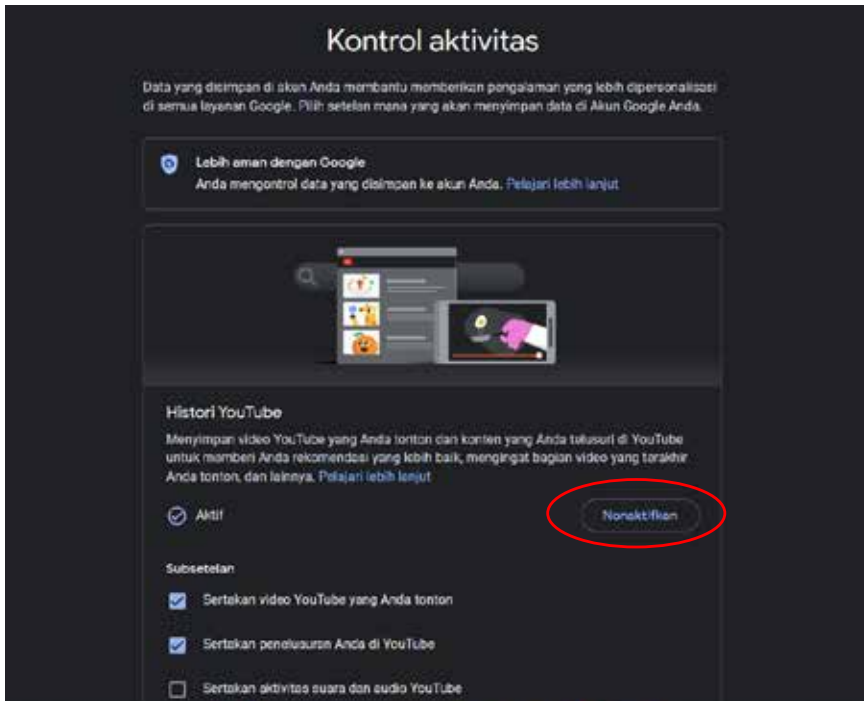 Kontrol aktivitas
Data yang disimpan di akun Anda membantu memberikan pengalaman yang lebih dipersonalisasi
di semua layanan Google. Pilih setelan mana yang akan menyimpan data di Akun Google Anda.
Lebih aman dengan Google
Anda mengontrol data yang disimpan ke akun Anda. Pelajari lebih lanjut
Histori YouTube
Menyimpan video YouTube yang Anda tonton dan konten yang Anda telusuri di YouTube
untuk memberi Anda rekomendasi yang lebih baik, mengingat bagian video yang terakhir
Anda tonton, dan lainnya. Pelajari lebih lanjut
Aktif
Nonaktifkan
Subsetelan
Sertakan video YouTube yang Anda tonton
Sertakan penelusuran Anda di YouTube
Sertakan aktivitas suara dan audio YouTube